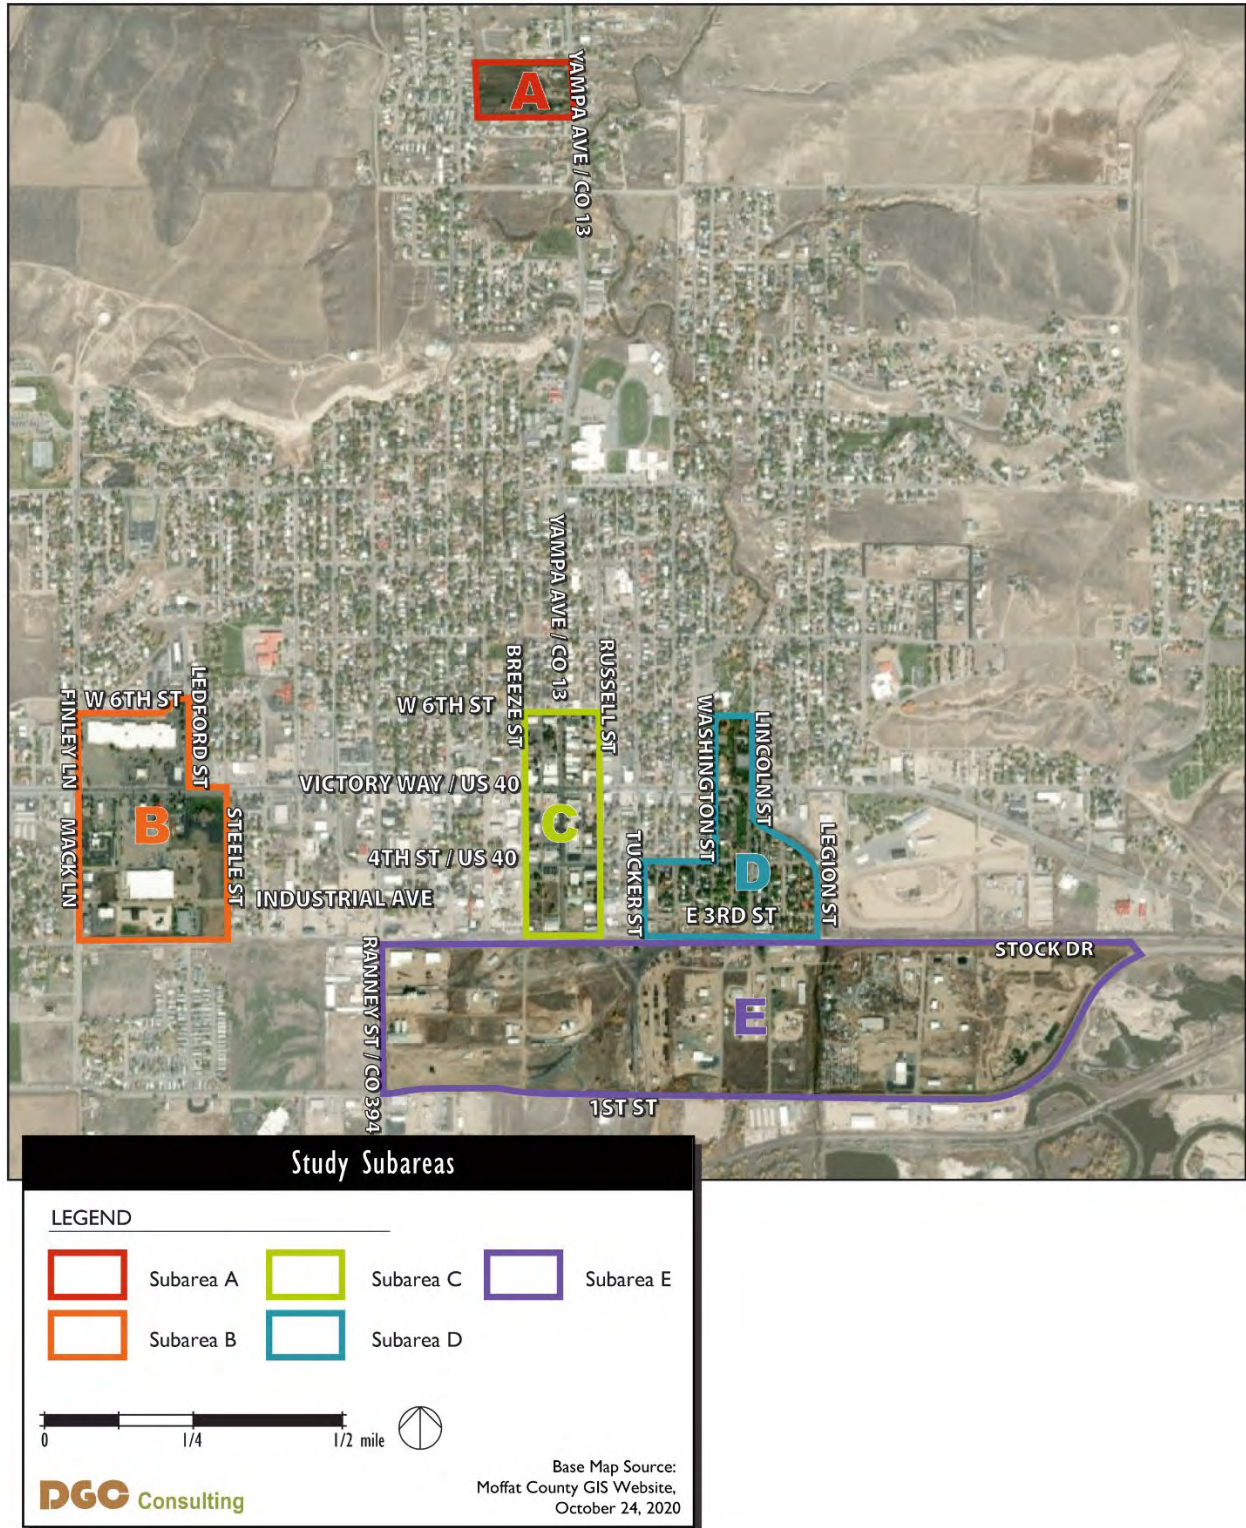 A
YAMPA AVE / CO 13
YAMPA AVE / CO 13
BREEZE ST
RUSSELL ST
W 6TH ST
LEDFORD ST
FINLEY LN
W 6TH ST
WASHINGTON ST
LINCOLN ST
VICTORY WAY / US 40
B
MACK LN
STEELE ST
C
4TH ST / US 40
TUCKER ST
D
LEGION ST
INDUSTRIAL AVE
E 3RD ST
RANNEY ST / CO 394
STOCK DR
E
1ST ST
Study Subareas
LEGEND
Subarea A
Subarea C
Subarea E
Subarea B
Subarea D
0
1/4
1/2 mile
DGC Consulting
Base Map Source:
Moffat County GIS Website,
October 24, 2020